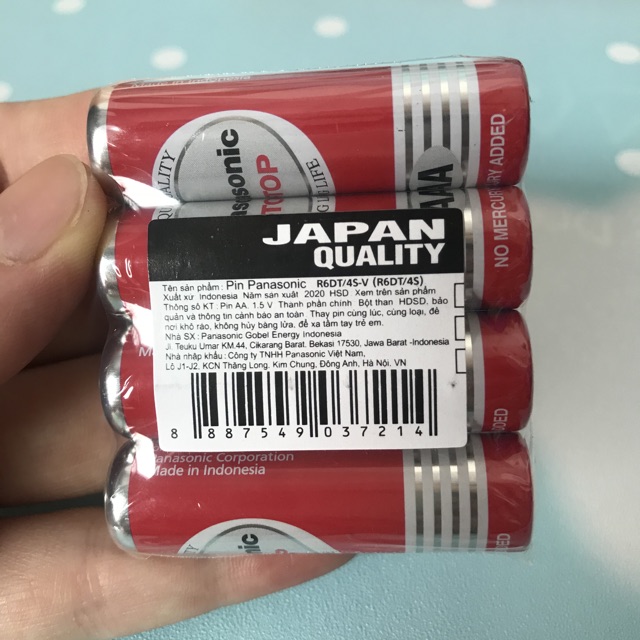 Made in Indonesia
QUALITY
Panasonic
TOP
LIFE
AAA
NO MERCURY ADDED
JAPAN
QUALITY
Tên sản phẩm : Pin Panasonic R6DT/4S-V (R6DT/4S)
Xuất xứ Indonesia Năm sản xuất 2020 HSD Xem trên sản phẩm
Thông số KT : Pin AA. 1.5 V Thành phần chính Bột than HDSD, bảo
quản và thông tin cảnh báo an toàn Thay pin cùng lúc, cùng loại, để
nơi khô ráo, không hủy bằng lửa, để xa tầm tay trẻ em.
Nhà SX : Panasonic Gobel Energy Indonesia
Jl. Teuku Umar KM.44, Cikarang Barat. Bekasi 17530, Jawa Barat -Indonesia
Nhà nhập khẩu : Công ty TNHH Panasonic Việt Nam,
Lô J1-J2, KCN Thăng Long. Kim Chung, Đông Anh, Hà Nội. VN
8 887549 037214
Panasonic Corporation
Made in Indonesia